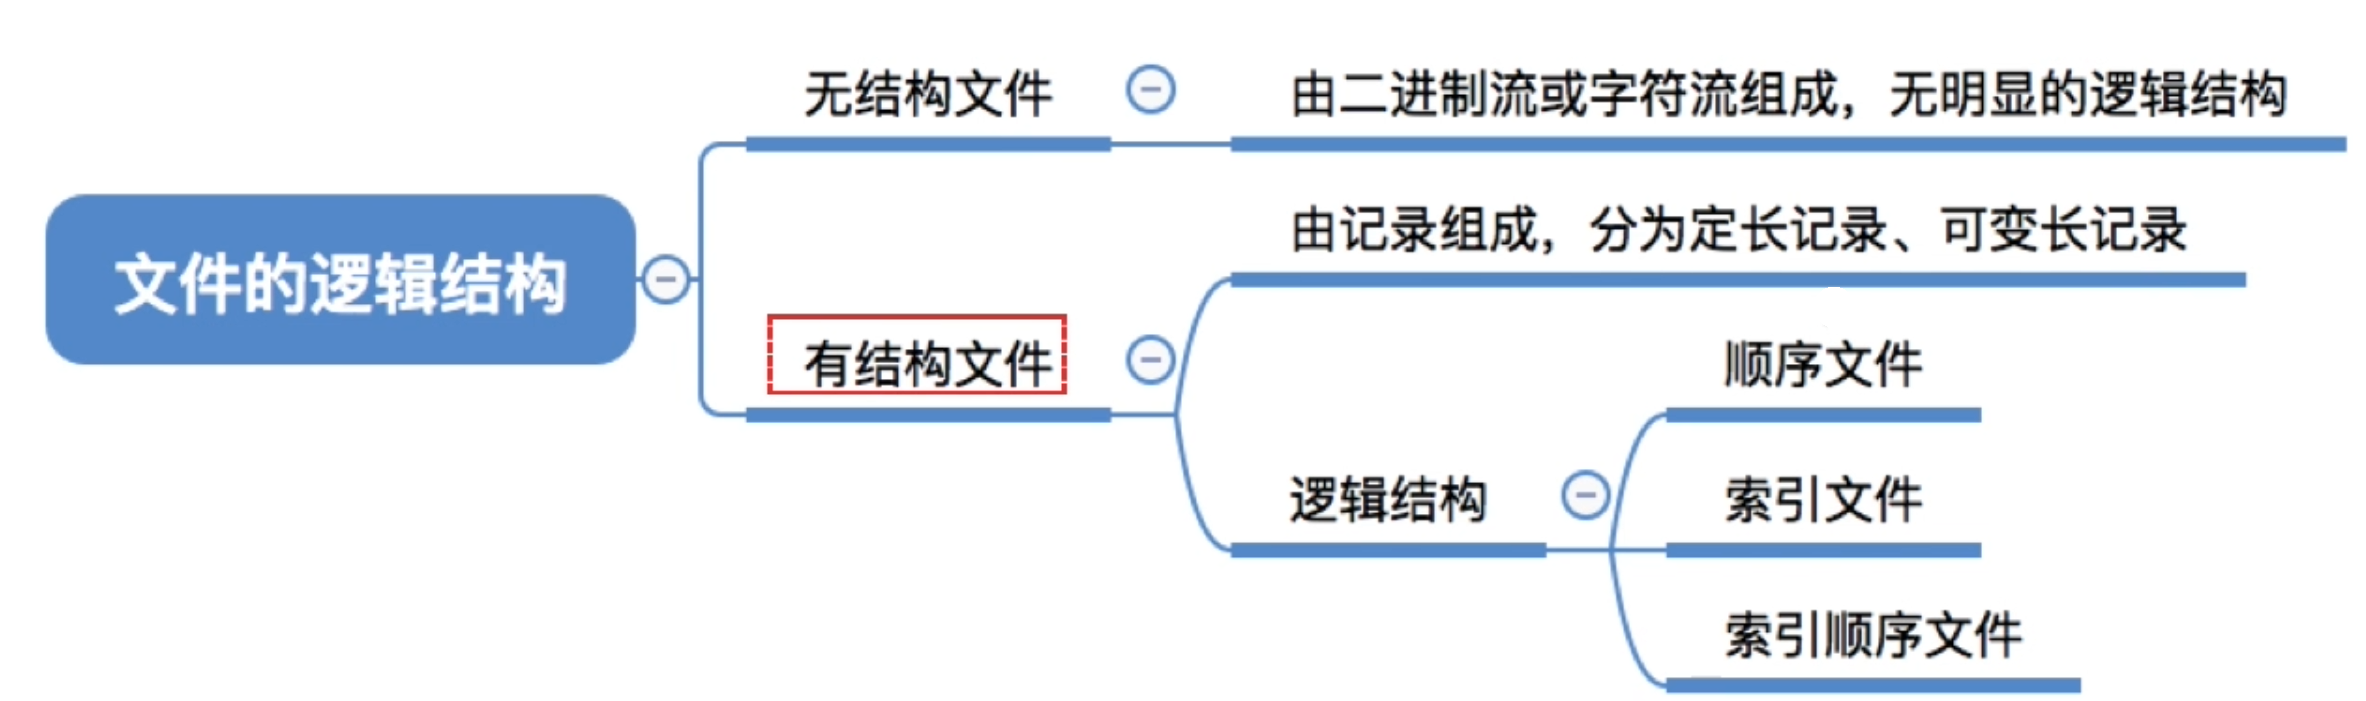 文件的逻辑结构
无结构文件
由二进制流或字符流组成，无明显的逻辑结构
有结构文件
由记录组成，分为定长记录、可变长记录
逻辑结构
顺序文件
索引文件
索引顺序文件